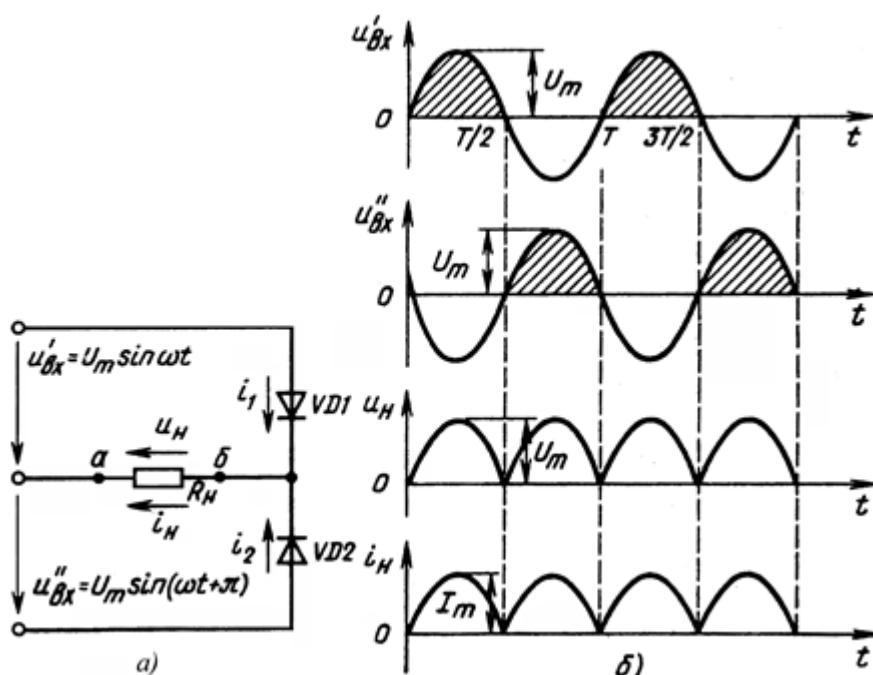 u'вх
Uₘ
0
T/2
T
3T/2
t
u"вх
Uₘ
0
t
u'вх = Uₘ sin ωt
i₁
VD1
uн
а
б
Rн
iн
i₂
VD2
u"вх = Uₘ sin(ωt+π)
а)
uн
Uₘ
0
t
iн
Iₘ
0
t
б)